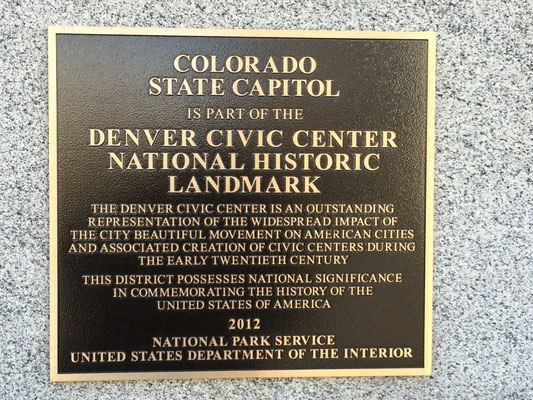 COLORADO
STATE CAPITOL
IS PART OF THE
DENVER CIVIC CENTER
NATIONAL HISTORIC
LANDMARK
THE DENVER CIVIC CENTER IS AN OUTSTANDING
REPRESENTATION OF THE WIDESPREAD IMPACT OF
THE CITY BEAUTIFUL MOVEMENT ON AMERICAN CITIES
AND ASSOCIATED CREATION OF CIVIC CENTERS DURING
THE EARLY TWENTIETH CENTURY
THIS DISTRICT POSSESSES NATIONAL SIGNIFICANCE
IN COMMEMORATING THE HISTORY OF THE
UNITED STATES OF AMERICA
2012
NATIONAL PARK SERVICE
UNITED STATES DEPARTMENT OF THE INTERIOR